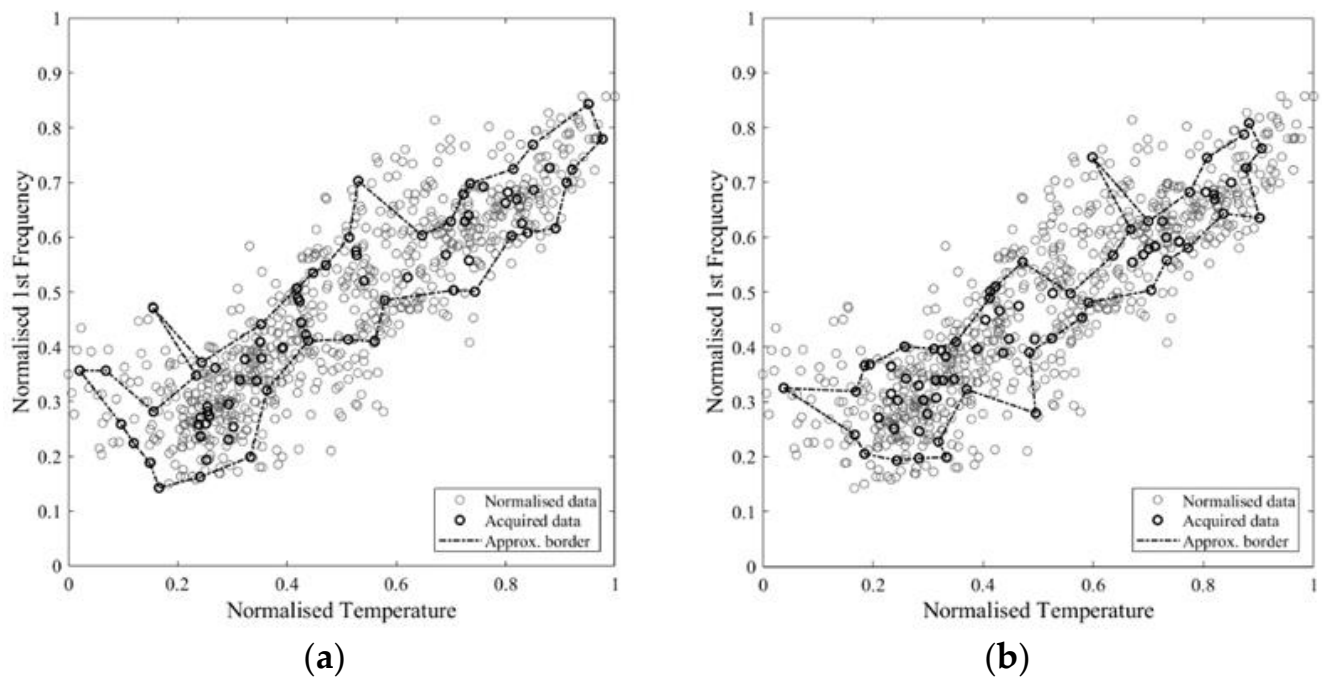 1
0.9
0.8
0.7
0.6
0.5
0.4
0.3
0.2
0.1
0
Normalised 1st Frequency
0 0.2 0.4 0.6 0.8 1
Normalised Temperature
Normalised data
Acquired data
Approx. border
(a)
1
0.9
0.8
0.7
0.6
0.5
0.4
0.3
0.2
0.1
0
Normalised 1st Frequency
0 0.2 0.4 0.6 0.8 1
Normalised Temperature
Normalised data
Acquired data
Approx. border
(b)